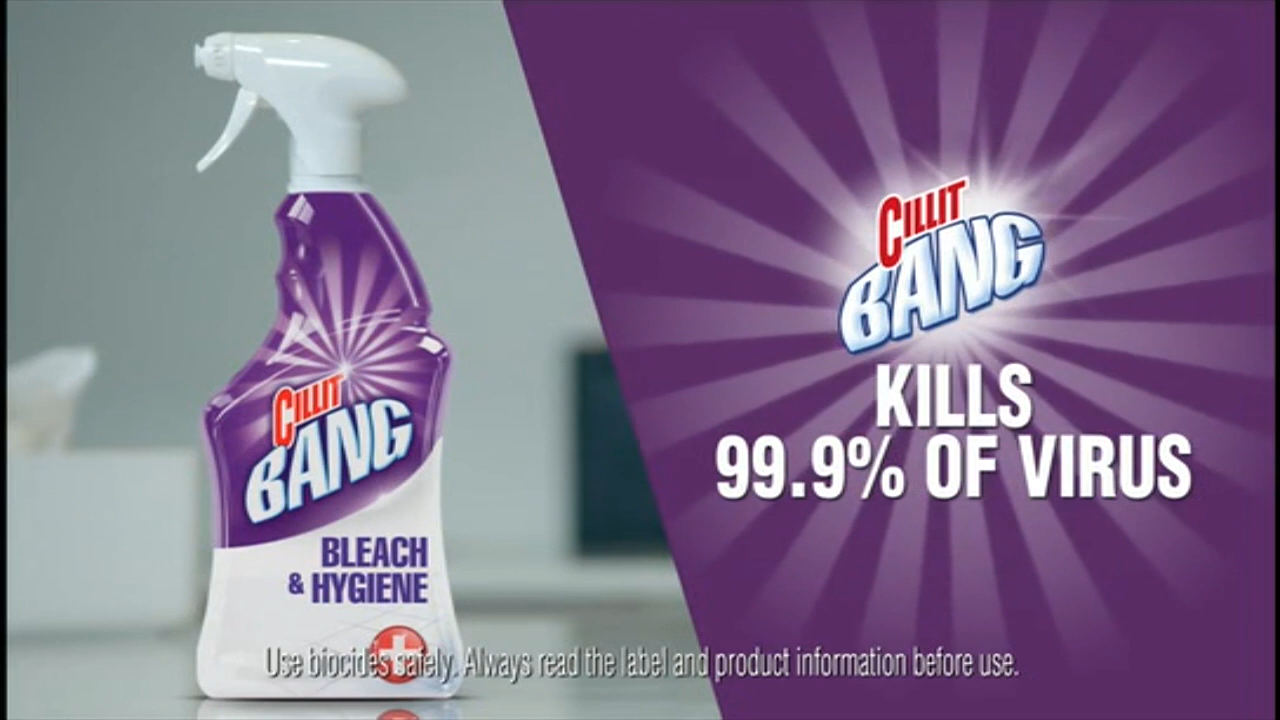 CILLIT
BANG
BLEACH
& HYGIENE
CILLIT
BANG
KILLS
99.9% OF VIRUS
Use biocides safely. Always read the label and product information before use.